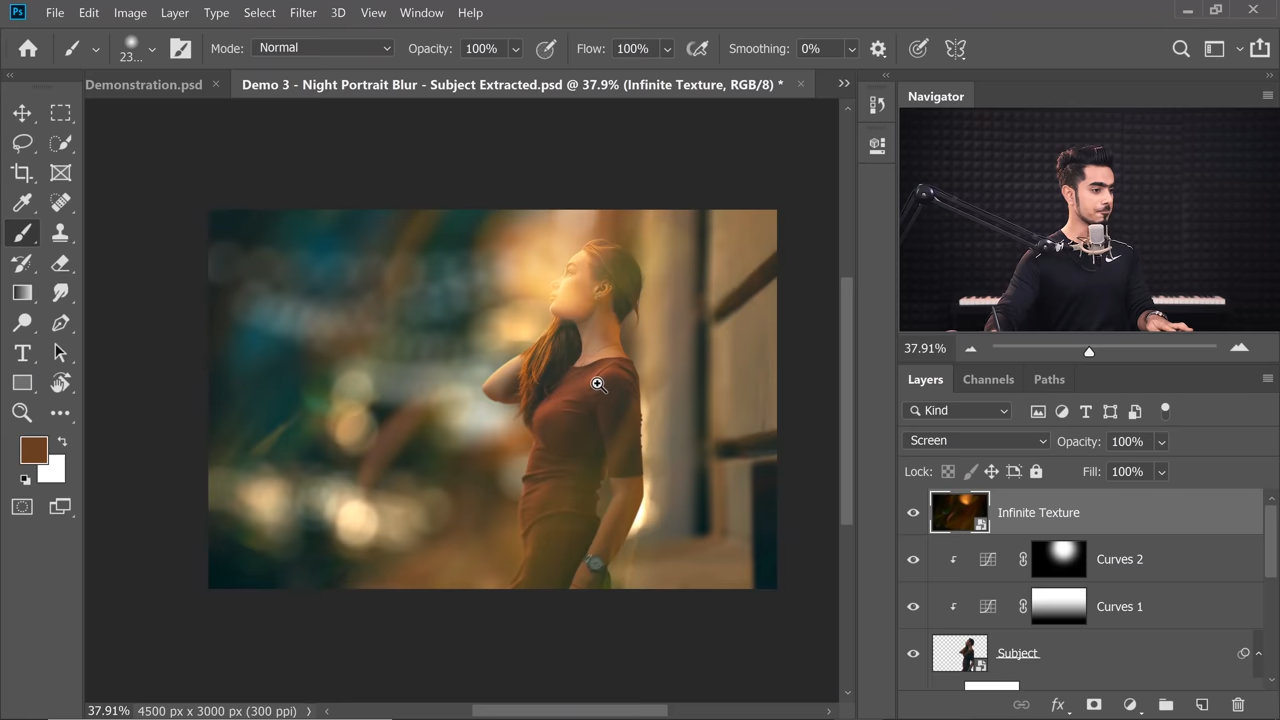 Ps File Edit Image Layer Type Select Filter 3D View Window Help
23... Mode: Normal Opacity: 100% Flow: 100% Smoothing: 0%
Demonstration.psd × Demo 3 - Night Portrait Blur - Subject Extracted.psd @ 37.9% (Infinite Texture, RGB/8) * ×
Navigator
37.91%
Layers Channels Paths
Kind
Screen Opacity: 100%
Lock: Fill: 100%
Infinite Texture
Curves 2
Curves 1
Subject
37.91% 4500 px x 3000 px (300 ppi)